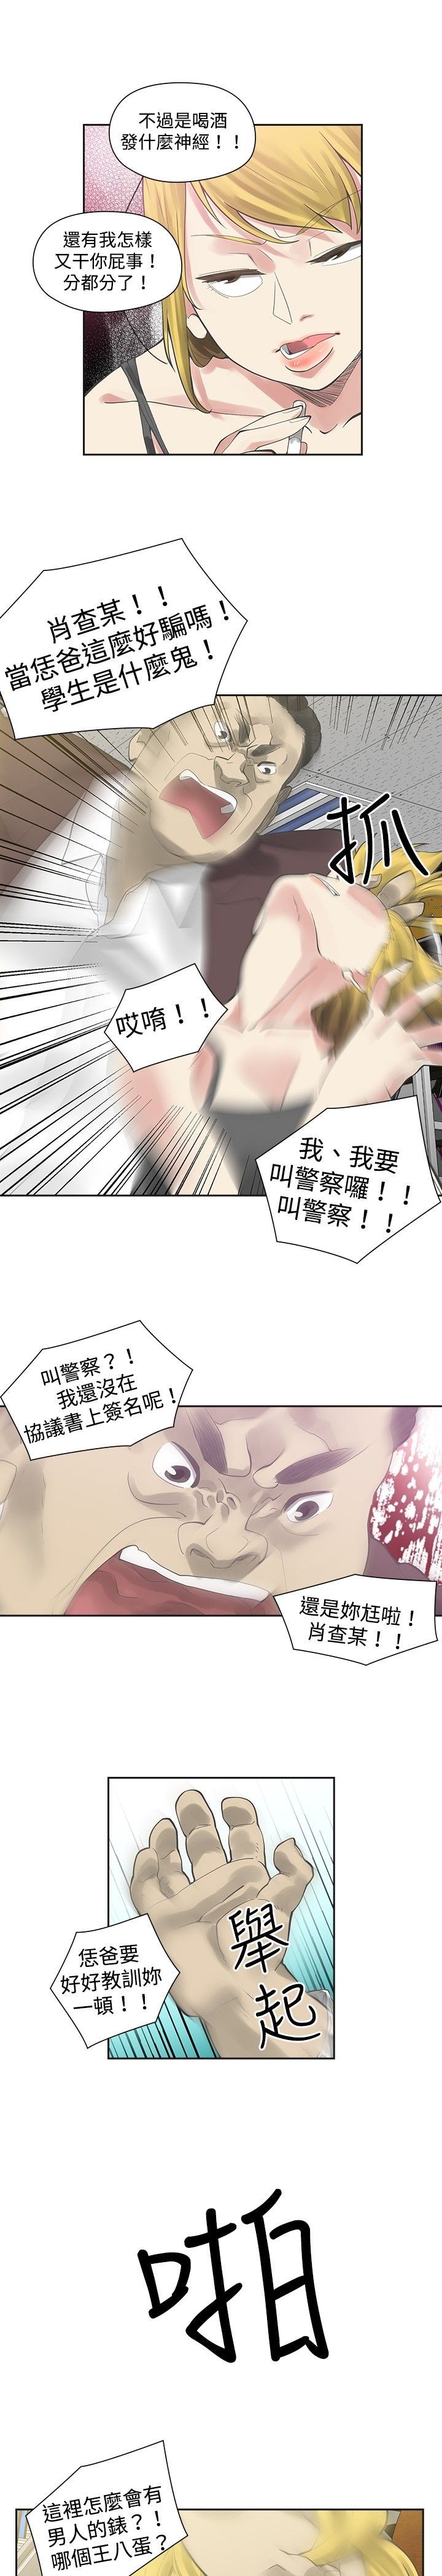 不過是喝酒
發什麼神經！！
還有我怎樣
又干你屁事！
分都分了！
肖查某！！
當恁爸這麼好騙嗎！
學生是什麼鬼！
抓
哎唷！！
我、我要
叫警察囉！！
叫警察！！
叫警察？！
我還沒在
協議書上簽名呢！
還是妳尪啦！
肖查某！！
舉起
恁爸要
好好教訓妳
一頓！！
啪
這裡怎麼會有
男人的錶？！
哪個王八蛋？